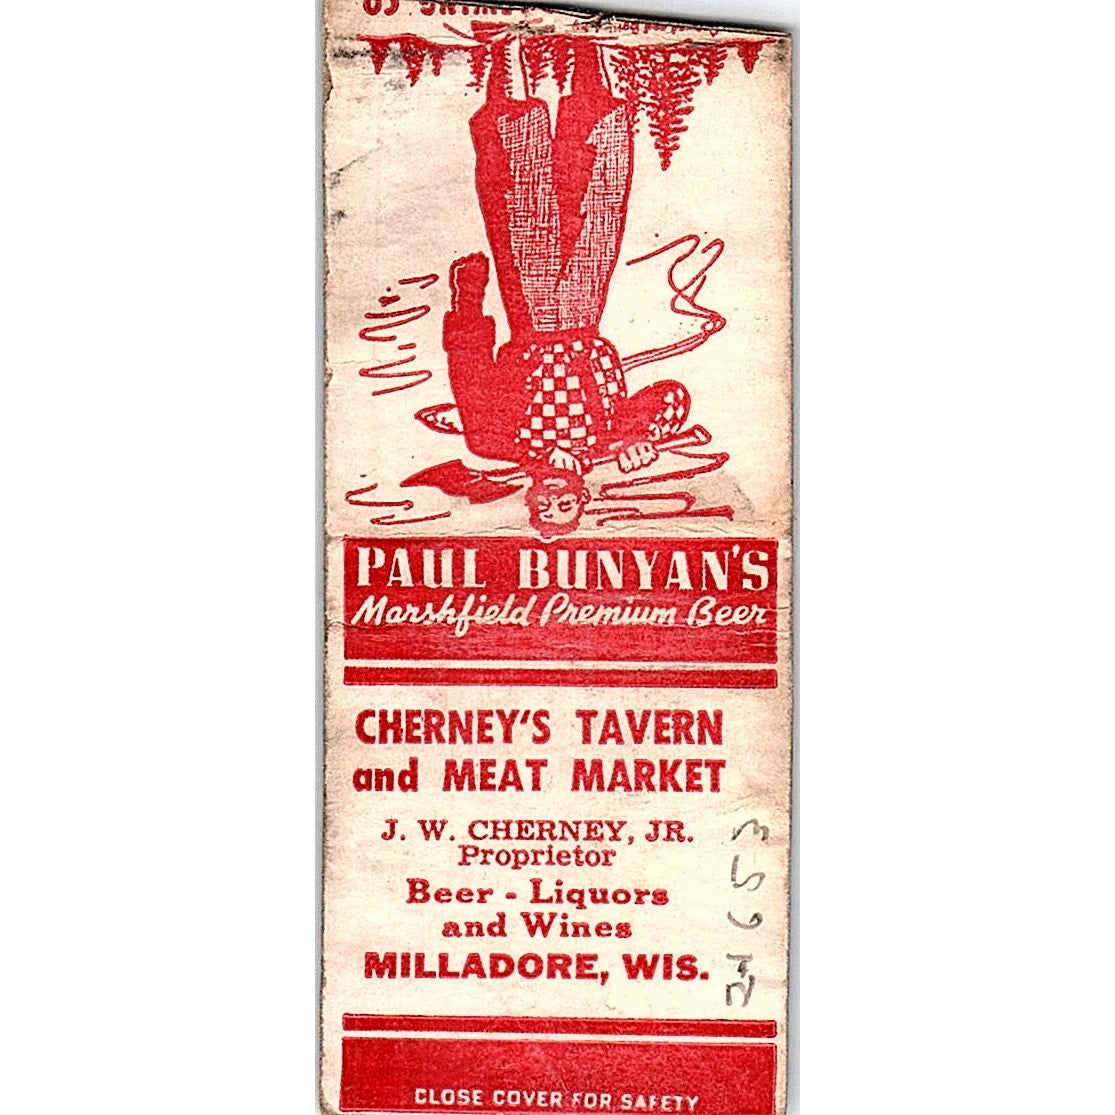 PAUL BUNYAN'S
Marshfield Premium Beer
CHERNEY'S TAVERN
and MEAT MARKET
J. W. CHERNEY, JR.
Proprietor
Beer - Liquors
and Wines
MILLADORE, WIS.
CLOSE COVER FOR SAFETY